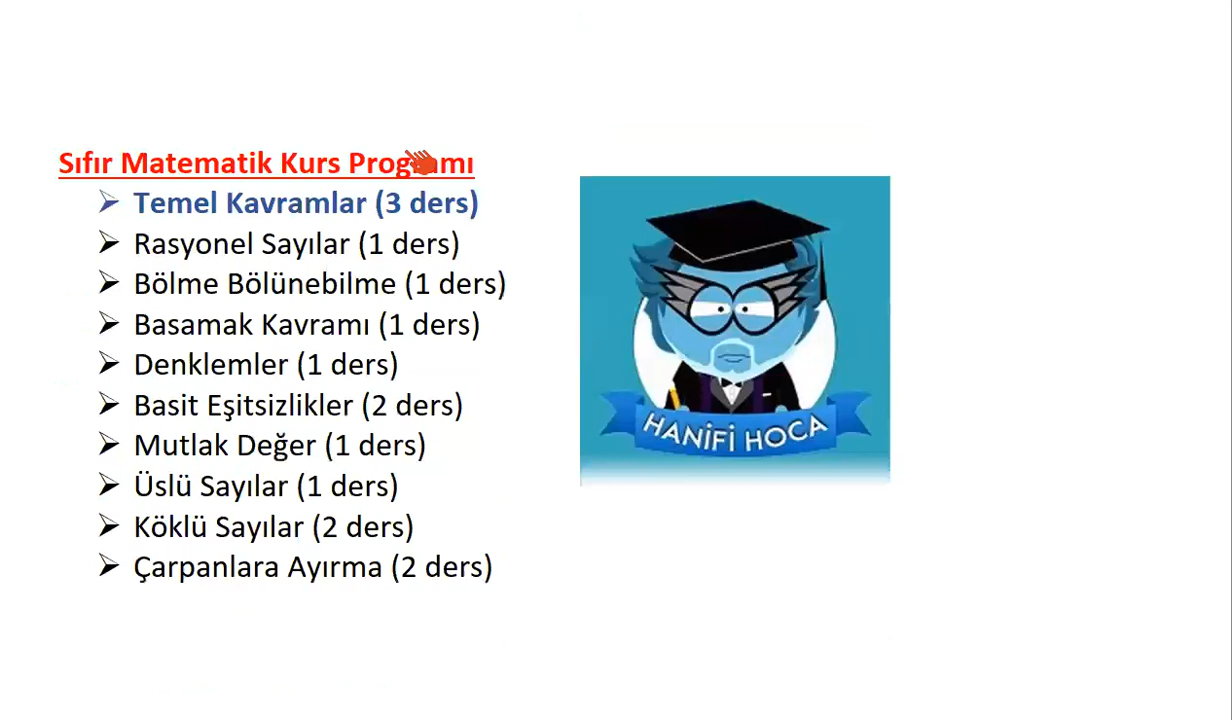 Sıfır Matematik Kurs Programı
Temel Kavramlar (3 ders)
Rasyonel Sayılar (1 ders)
Bölme Bölünebilme (1 ders)
Basamak Kavramı (1 ders)
Denklemler (1 ders)
Basit Eşitsizlikler (2 ders)
Mutlak Değer (1 ders)
Üslü Sayılar (1 ders)
Köklü Sayılar (2 ders)
Çarpanlara Ayırma (2 ders)
HANİFİ HOCA